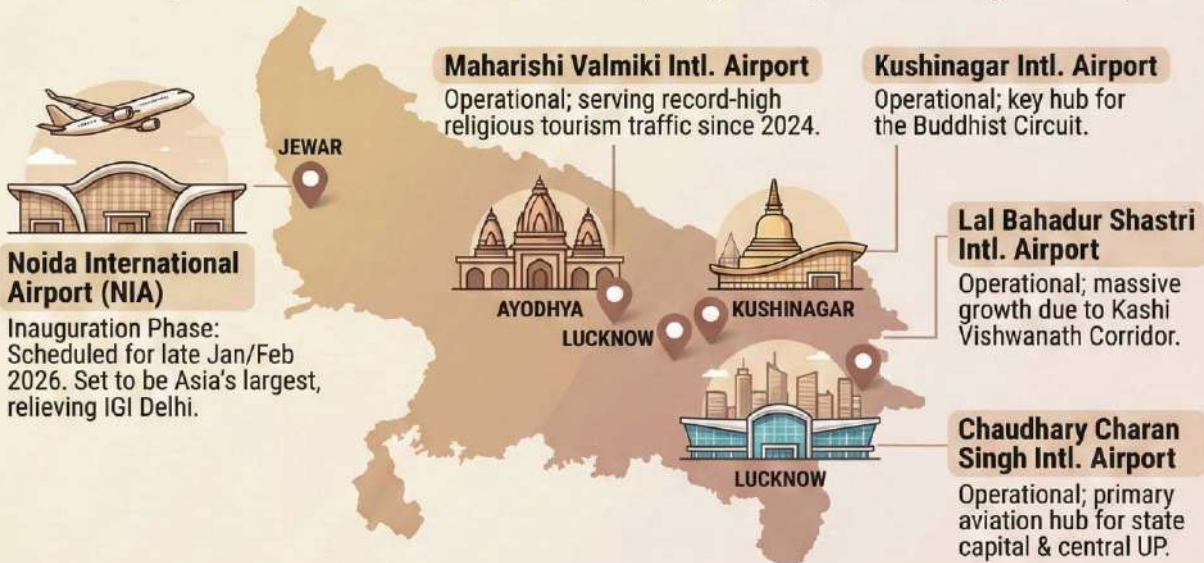 Maharishi Valmiki Intl. Airport
Operational; serving record-high
religious tourism traffic since 2024.
Kushinagar Intl. Airport
Operational; key hub for
the Buddhist Circuit.
JEWAR
Noida International
Airport (NIA)
Inauguration Phase:
Scheduled for late Jan/Feb
2026. Set to be Asia's largest,
relieving IGI Delhi.
AYODHYA
LUCKNOW
KUSHINAGAR
Lal Bahadur Shastri
Intl. Airport
Operational; massive
growth due to Kashi
Vishwanath Corridor.
LUCKNOW
Chaudhary Charan
Singh Intl. Airport
Operational; primary
aviation hub for state
capital & central UP.